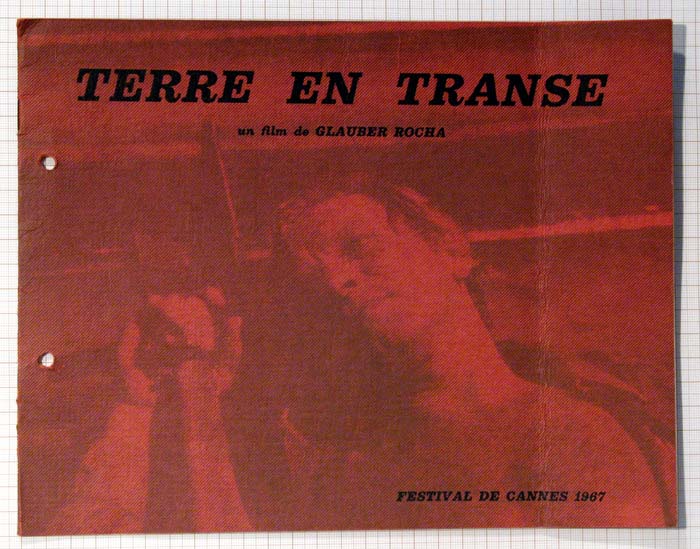 TERRE EN TRANSE
un film de GLAUBER ROCHA
FESTIVAL DE CANNES 1967